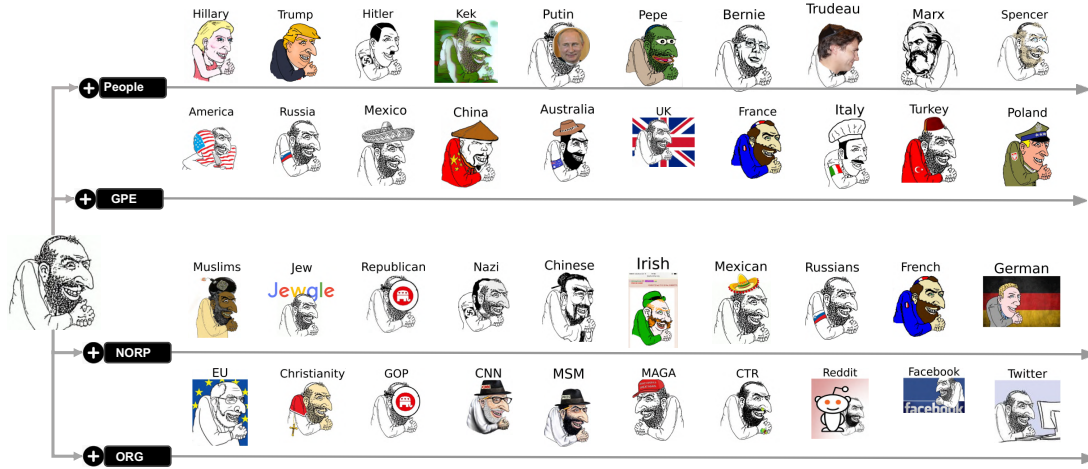 Hillary Trump Hitler Kek Putin Pepe Bernie Trudeau Marx Spencer
+ People
America Russia Mexico China Australia UK France Italy Turkey Poland
+ GPE
Muslims Jew Republican Nazi Chinese Irish Mexican Russians French German
Jewgle
+ NORP
EU Christianity GOP CNN MSM MAGA CTR Reddit Facebook Twitter
facebook
+ ORG